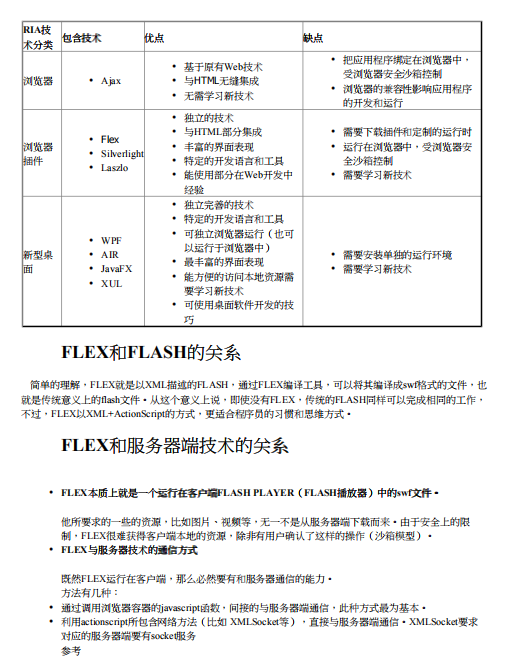 RIA技术分类 包含技术 优点 缺点
浏览器
• Ajax
• 基于原有Web技术
• 与HTML无缝集成
• 无需学习新技术
• 把应用程序绑定在浏览器中，
受浏览器安全沙箱控制
• 浏览器的兼容性影响应用程序
的开发和运行
浏览器
插件
• Flex
• Silverlight
• Laszlo
• 独立的技术
• 与HTML部分集成
• 丰富的界面表现
• 特定的开发语言和工具
• 能使用部分在Web开发中
经验
• 需要下载插件和定制的运行时
• 运行在浏览器中，受浏览器安
全沙箱控制
• 需要学习新技术
新型桌
面
• WPF
• AIR
• JavaFX
• XUL
• 独立完善的技术
• 特定的开发语言和工具
• 可独立浏览器运行（也可
以运行于浏览器中）
• 最丰富的界面表现
• 能方便的访问本地资源需
要学习新技术
• 可使用桌面软件开发的技
巧
• 需要安装单独的运行环境
• 需要学习新技术
FLEX和FLASH的关系
简单的理解，FLEX就是以XML描述的FLASH，通过FLEX编译工具，可以将其编译成swf格式的文件，也
就是传统意义上的flash文件。从这个意义上说，即使没有FLEX，传统的FLASH同样可以完成相同的工作，
不过，FLEX以XML+ActionScript的方式，更适合程序员的习惯和思维方式。
FLEX和服务器端技术的关系
• FLEX本质上就是一个运行在客户端FLASH PLAYER（FLASH播放器）中的swf文件。
他所要求的一些的资源，比如图片、视频等，无一不是从服务器端下载而来。由于安全上的限
制，FLEX很难获得客户端本地的资源，除非有用户确认了这样的操作（沙箱模型）。
• FLEX与服务器技术的通信方式
既然FLEX运行在客户端，那么必然要有和服务器通信的能力。
方法有几种：
• 通过调用浏览器容器的javascript函数，间接的与服务器端通信，此种方式最为基本。
• 利用actionscript所包含网络方法（比如 XMLSocket等），直接与服务器端通信。XMLSocket要求
对应的服务器端要有socket服务
参考